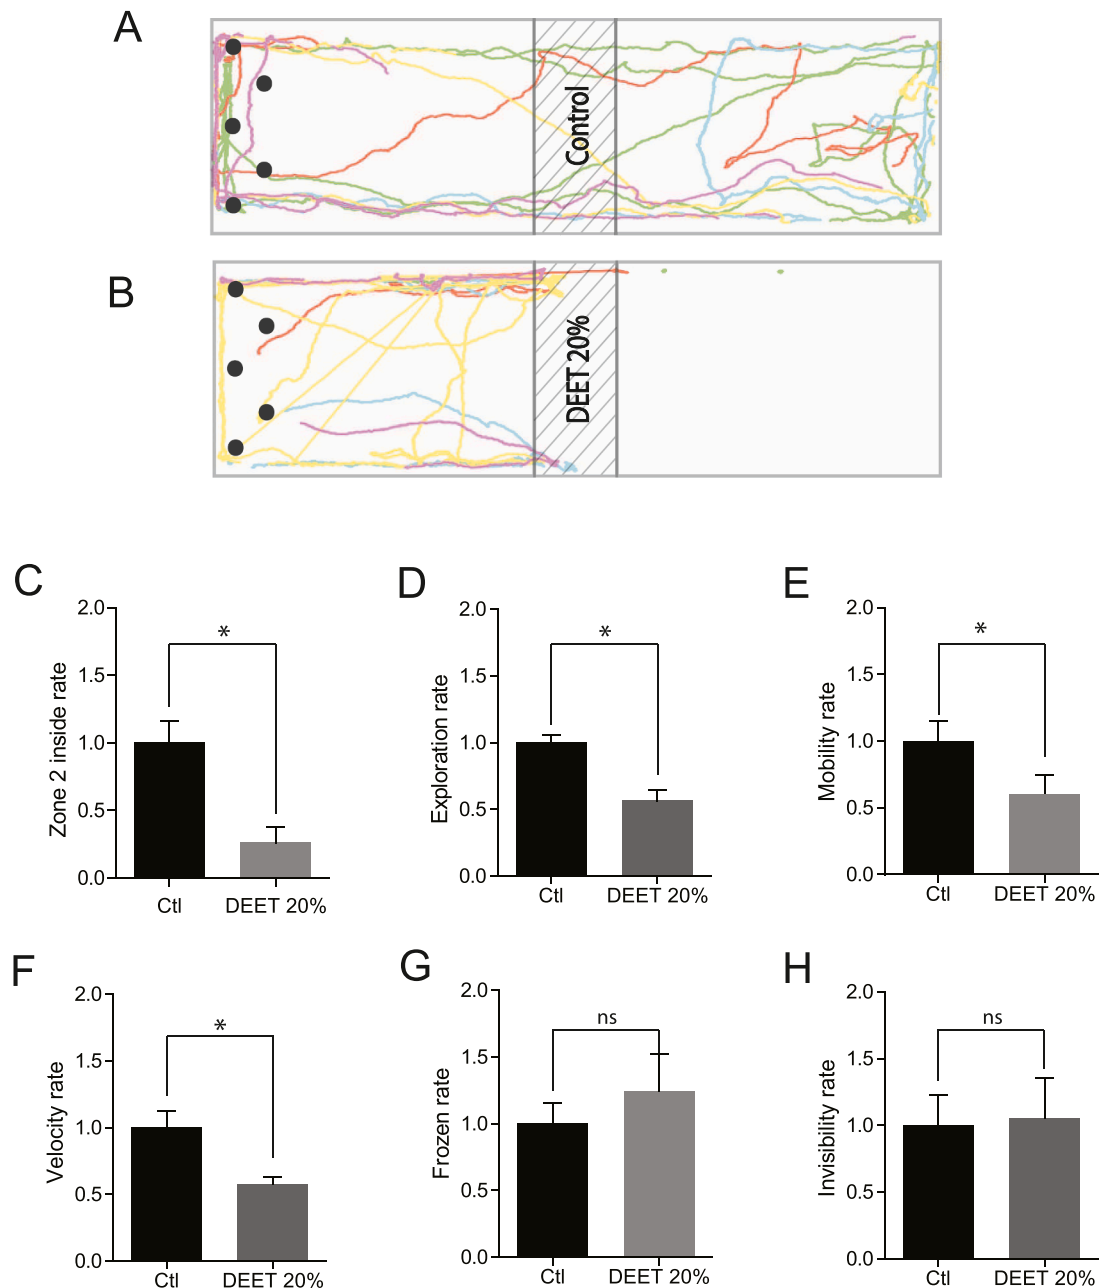 A
Control
B
DEET 20%
C
2.0
1.5
1.0
0.5
0.0
Zone 2 inside rate
*
Ctl
DEET 20%
D
2.0
1.5
1.0
0.5
0.0
Exploration rate
*
Ctl
DEET 20%
E
2.0
1.5
1.0
0.5
0.0
Mobility rate
*
Ctl
DEET 20%
F
2.0
1.5
1.0
0.5
0.0
Velocity rate
*
Ctl
DEET 20%
G
2.0
1.5
1.0
0.5
0.0
Frozen rate
ns
Ctl
DEET 20%
H
2.0
1.5
1.0
0.5
0.0
Invisibility rate
ns
Ctl
DEET 20%